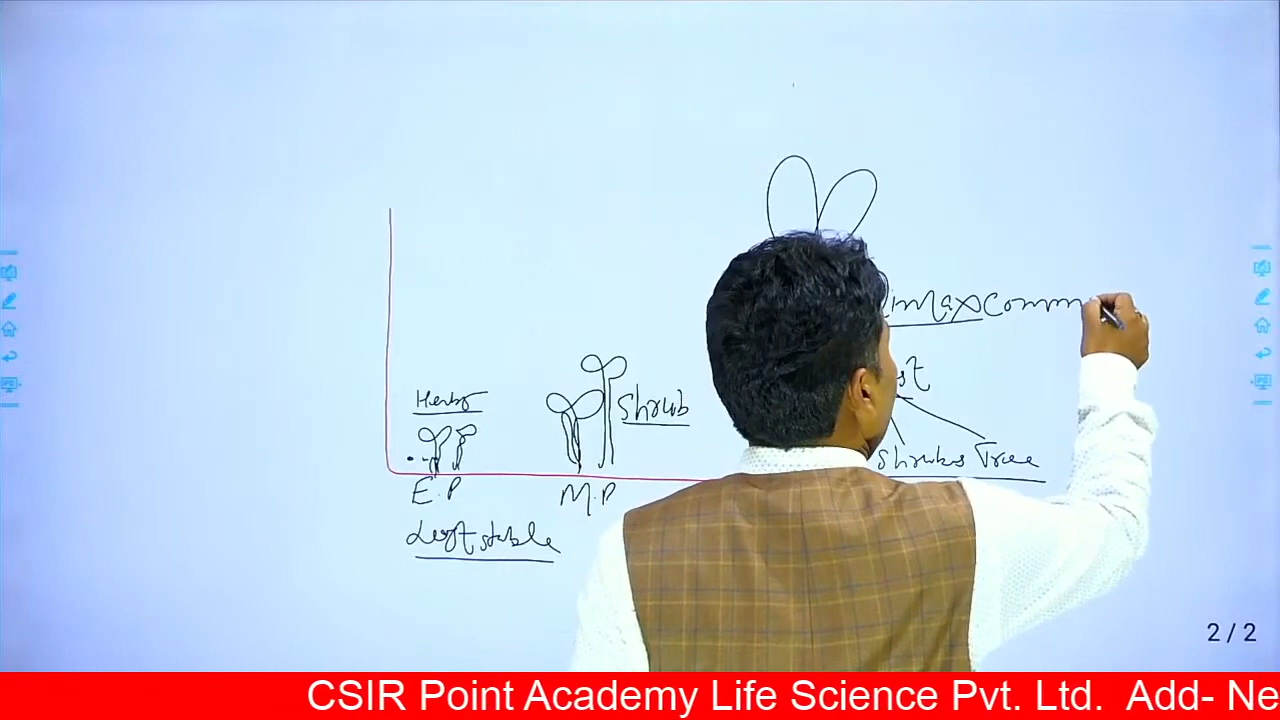 imax comm
Herbs
Shrub
st
Shrubs Tree
E.P
M.P
Least stable
2/2
CSIR Point Academy Life Science Pvt. Ltd. Add- Ne